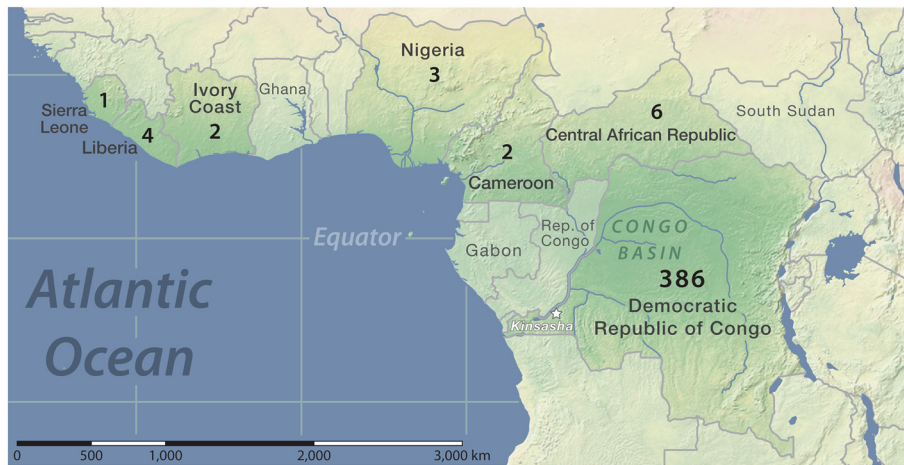 Nigeria
3
Ivory
Coast
2
Ghana
1
Sierra
Leone
4
Liberia
6
Central African Republic
South Sudan
2
Cameroon
Equator
Gabon
Rep. of
Congo
CONGO
BASIN
386
Democratic
Republic of Congo
Kinsasha
Atlantic
Ocean
0 500 1,000 2,000 3,000 km